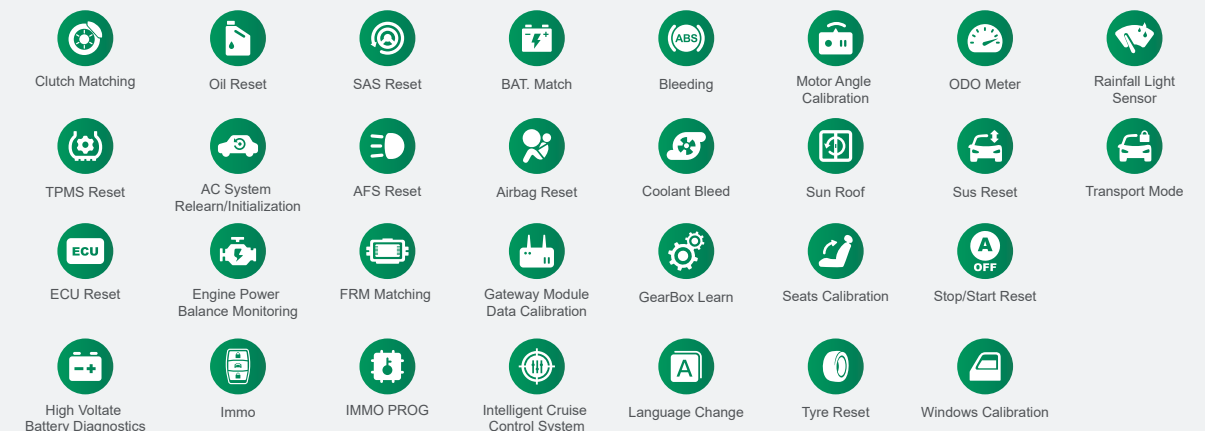 ABS
Clutch Matching
Oil Reset
SAS Reset
BAT. Match
Bleeding
Motor Angle
Calibration
ODO Meter
Rainfall Light
Sensor
TPMS Reset
AC System
Relearn/Initialization
AFS Reset
Airbag Reset
Coolant Bleed
Sun Roof
Sus Reset
Transport Mode
ECU
A
OFF
ECU Reset
Engine Power
Balance Monitoring
FRM Matching
Gateway Module
Data Calibration
GearBox Learn
Seats Calibration
Stop/Start Reset
A
High Voltate
Battery Diagnostics
Immo
IMMO PROG
Intelligent Cruise
Control System
Language Change
Tyre Reset
Windows Calibration